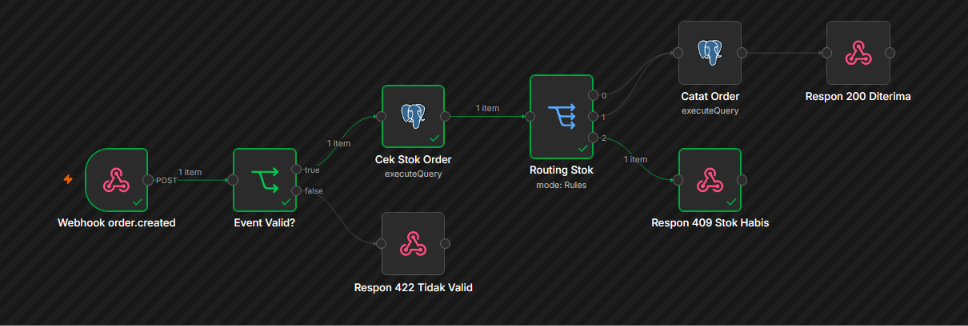 0
1
2
Catat Order
executeQuery
Respon 200 Diterima
1 item
Cek Stok Order
executeQuery
1 item
Routing Stok
mode: Rules
1 item
POST
1 item
true
false
Webhook order.created
Event Valid?
1 item
Respon 409 Stok Habis
Respon 422 Tidak Valid